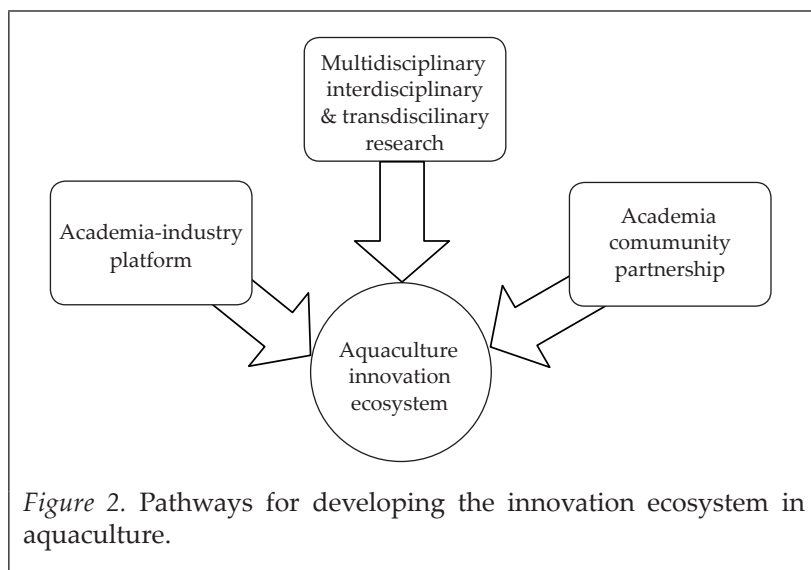 Multidisciplinary
interdisciplinary
& transdiscilinary
research
Academia-industry
platform
Academia
comumunity
partnership
Aquaculture
innovation
ecosystem
Figure 2. Pathways for developing the innovation ecosystem in
aquaculture.